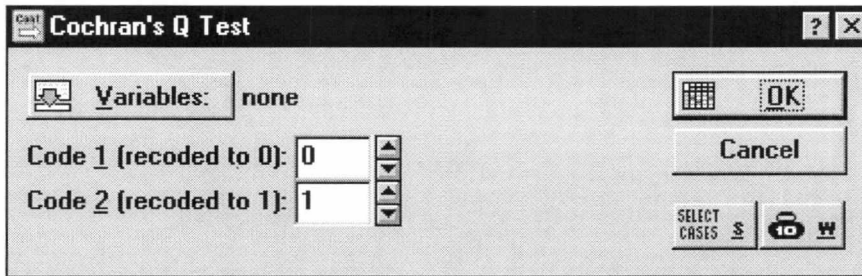 Cochran's Q Test
? X
Variables: none
OK
Code 1 (recoded to 0): 0
Cancel
Code 2 (recoded to 1): 1
SELECT CASES S
10 W